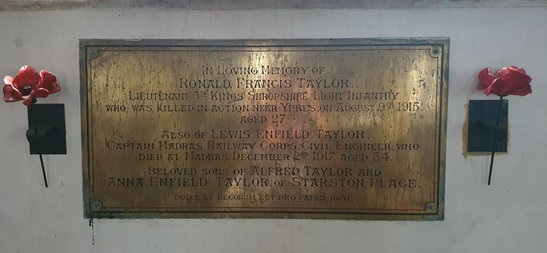 IN LOVING MEMORY OF
RONALD FRANCIS TAYLOR.
LIEUTENANT 5TH KINGS SHROPSHIRE LIGHT INFANTRY
WHO WAS KILLED IN ACTION NEAR YPRES, ON AUGUST 9TH 1915
AGED 27
ALSO OF LEWIS ENFIELD TAYLOR.
CAPTAIN MADRAS RAILWAY CORPS, CIVIL ENGINEER, WHO
DIED AT MADRAS, DECEMBER 2ND 1917. AGED 34.
BELOVED SONS OF ALFRED TAYLOR AND
ANNA ENFIELD TAYLOR OF STARSTON PLACE.
DULCE ET DECORUM EST PRO PATRIA MORI.